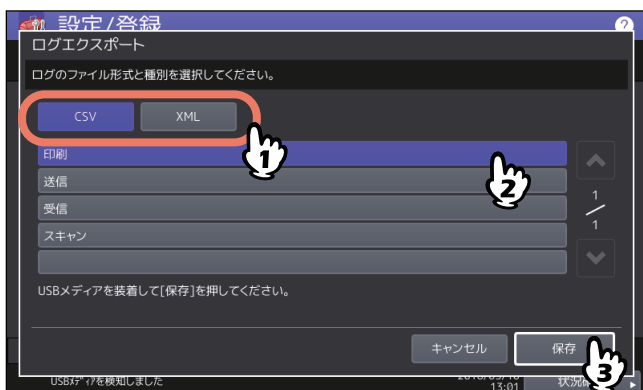 設定/登録
?
ログエクスポート
ログのファイル形式と種別を選択してください。
CSV XML
1
印刷
2
送信
1
受信
1
スキャン
USBメディアを装着して[保存]を押してください。
キャンセル 保存
3
USBﾒﾃﾞｨｱを検知しました
13:01
状況